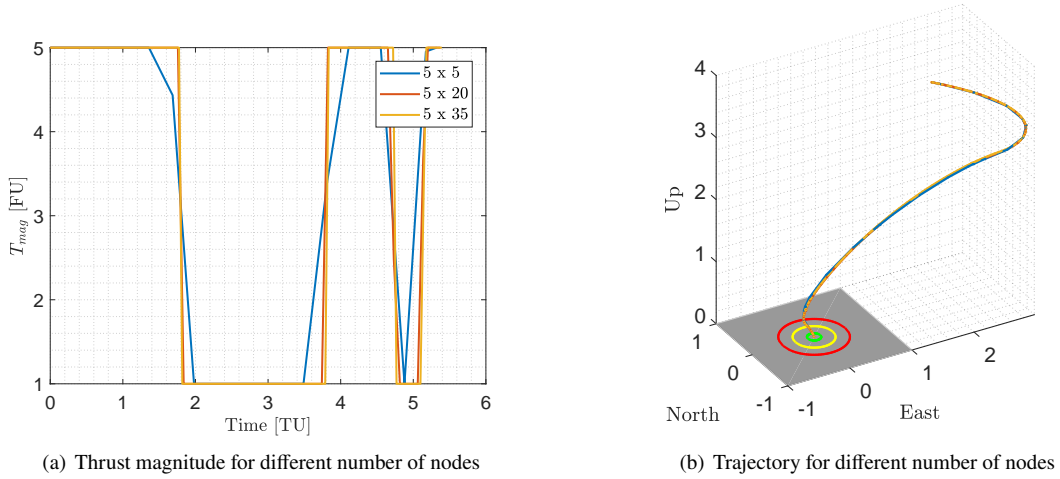 5
4
3
2
1
T_mag [FU]
0 1 2 3 4 5 6
Time [TU]
5 x 5
5 x 20
5 x 35
(a) Thrust magnitude for different number of nodes
4
3
2
1
0
Up
1
0
-1
North
-1
0
1
2
East
(b) Trajectory for different number of nodes